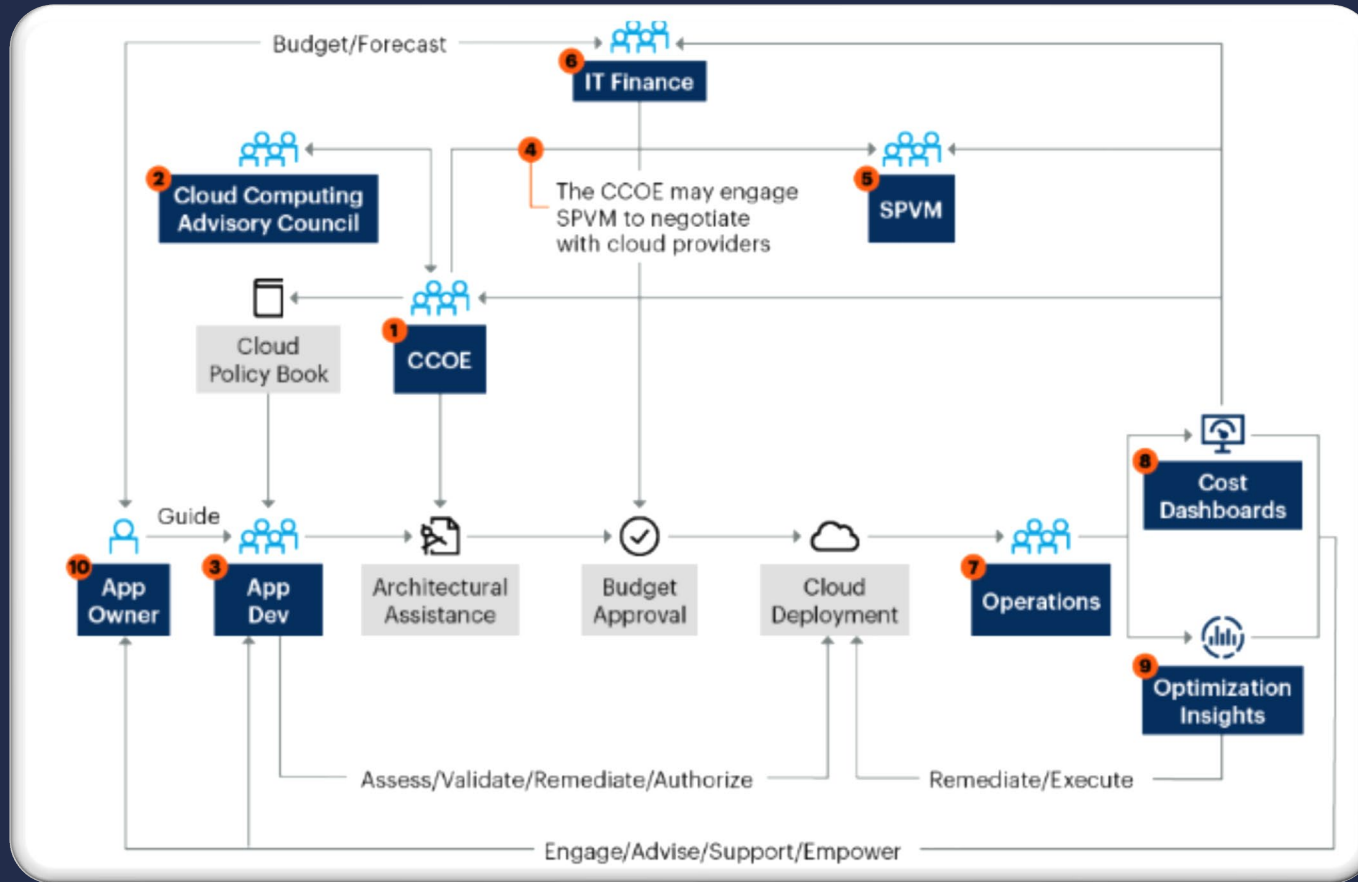 Budget/Forecast
6
IT Finance
2
Cloud Computing
Advisory Council
4
The CCOE may engage
SPVM to negotiate
with cloud providers
5
SPVM
Cloud
Policy Book
1
CCOE
8
Cost
Dashboards
Guide
10
App
Owner
3
App
Dev
Architectural
Assistance
Budget
Approval
Cloud
Deployment
7
Operations
9
Optimization
Insights
Assess/Validate/Remediate/Authorize
Remediate/Execute
Engage/Advise/Support/Empower